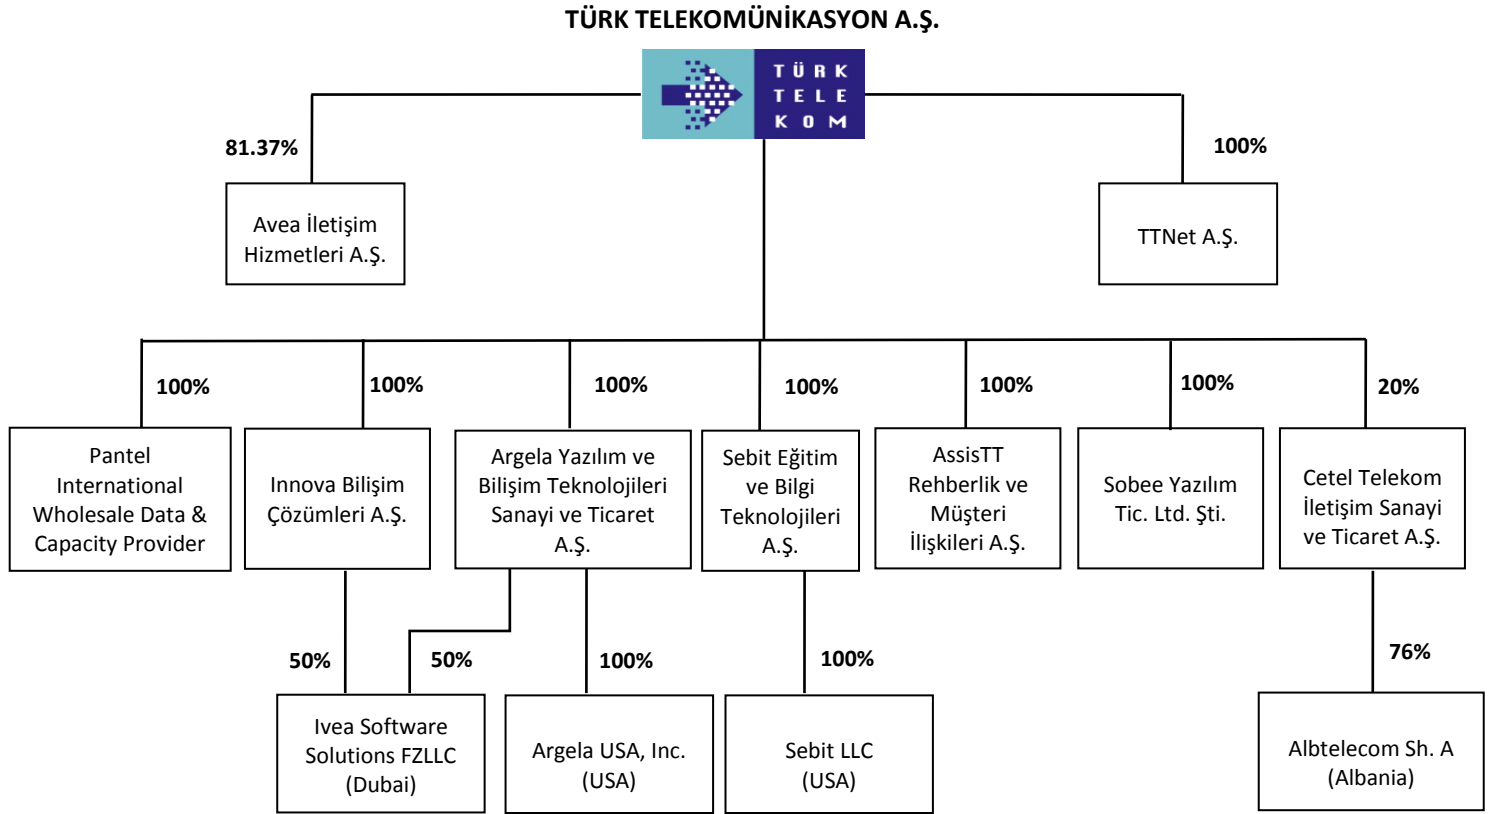 TÜRK TELEKOMÜNİKASYON A.Ş.
TÜRK
TELE
KOM
81.37%
100%
Avea İletişim
Hizmetleri A.Ş.
TTNet A.Ş.
100%
100%
100%
100%
100%
100%
20%
Pantel
International
Wholesale Data &
Capacity Provider
Innova Bilişim
Çözümleri A.Ş.
Argela Yazılım ve
Bilişim Teknolojileri
Sanayi ve Ticaret
A.Ş.
Sebit Eğitim
ve Bilgi
Teknolojileri
A.Ş.
AssisTT
Rehberlik ve
Müşteri
İlişkileri A.Ş.
Sobee Yazılım
Tic. Ltd. Şti.
Cetel Telekom
İletişim Sanayi
ve Ticaret A.Ş.
50%
50%
100%
100%
76%
Ivea Software
Solutions FZLLC
(Dubai)
Argela USA, Inc.
(USA)
Sebit LLC
(USA)
Albtelecom Sh. A
(Albania)